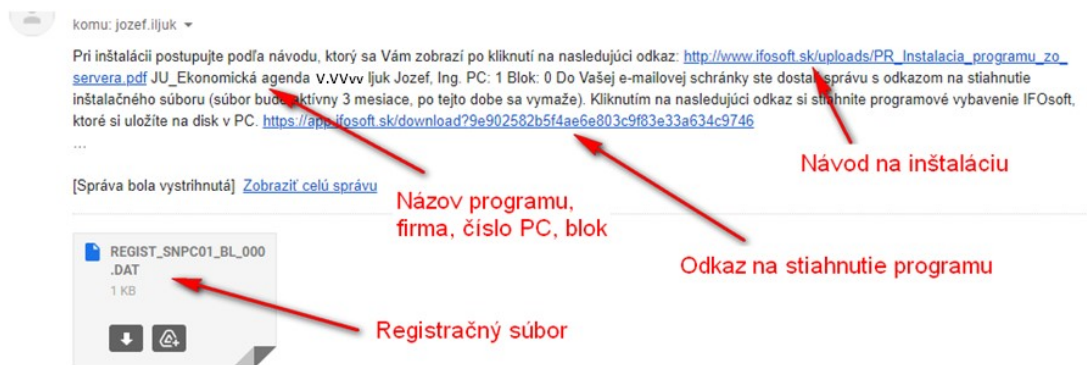 komu: jozef.iljuk
Pri inštalácii postupujte podľa návodu, ktorý sa Vám zobrazí po kliknutí na nasledujúci odkaz: http://www.ifosoft.sk/uploads/PR_Instalacia_programu_zo_
servera.pdf JU_Ekonomická agenda V.VVvv Iljuk Jozef, Ing. PC: 1 Blok: 0 Do Vašej e-mailovej schránky ste dostali správu s odkazom na stiahnutie
inštalačného súboru (súbor bude aktívny 3 mesiace, po tejto dobe sa vymaže). Kliknutím na nasledujúci odkaz si stiahnite programové vybavenie IFOsoft,
ktoré si uložíte na disk v PC. https://app.ifosoft.sk/download?9e902582b5f4ae6e803c9f83e33a634c9746
...
Návod na inštaláciu
[Správa bola vystrihnutá] Zobraziť celú správu
Názov programu,
firma, číslo PC, blok
REGIST_SNPC01_BL_000
.DAT
1 KB
Odkaz na stiahnutie programu
Registračný súbor